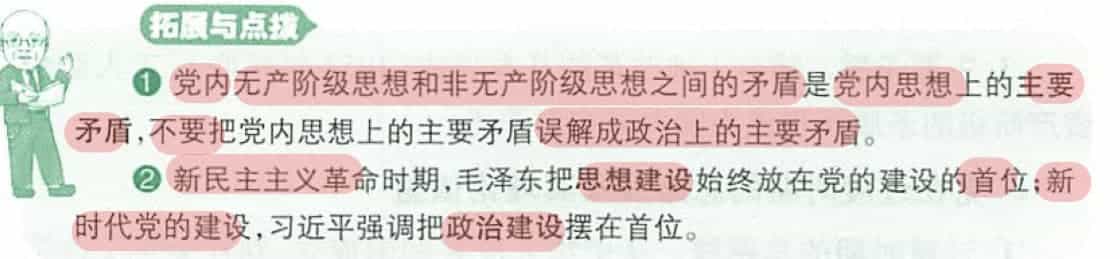 拓展与点拨
❶ 党内无产阶级思想和非无产阶级思想之间的矛盾是党内思想上的主要
矛盾,不要把党内思想上的主要矛盾误解成政治上的主要矛盾。
❷ 新民主主义革命时期,毛泽东把思想建设始终放在党的建设的首位;新
时代党的建设,习近平强调把政治建设摆在首位。